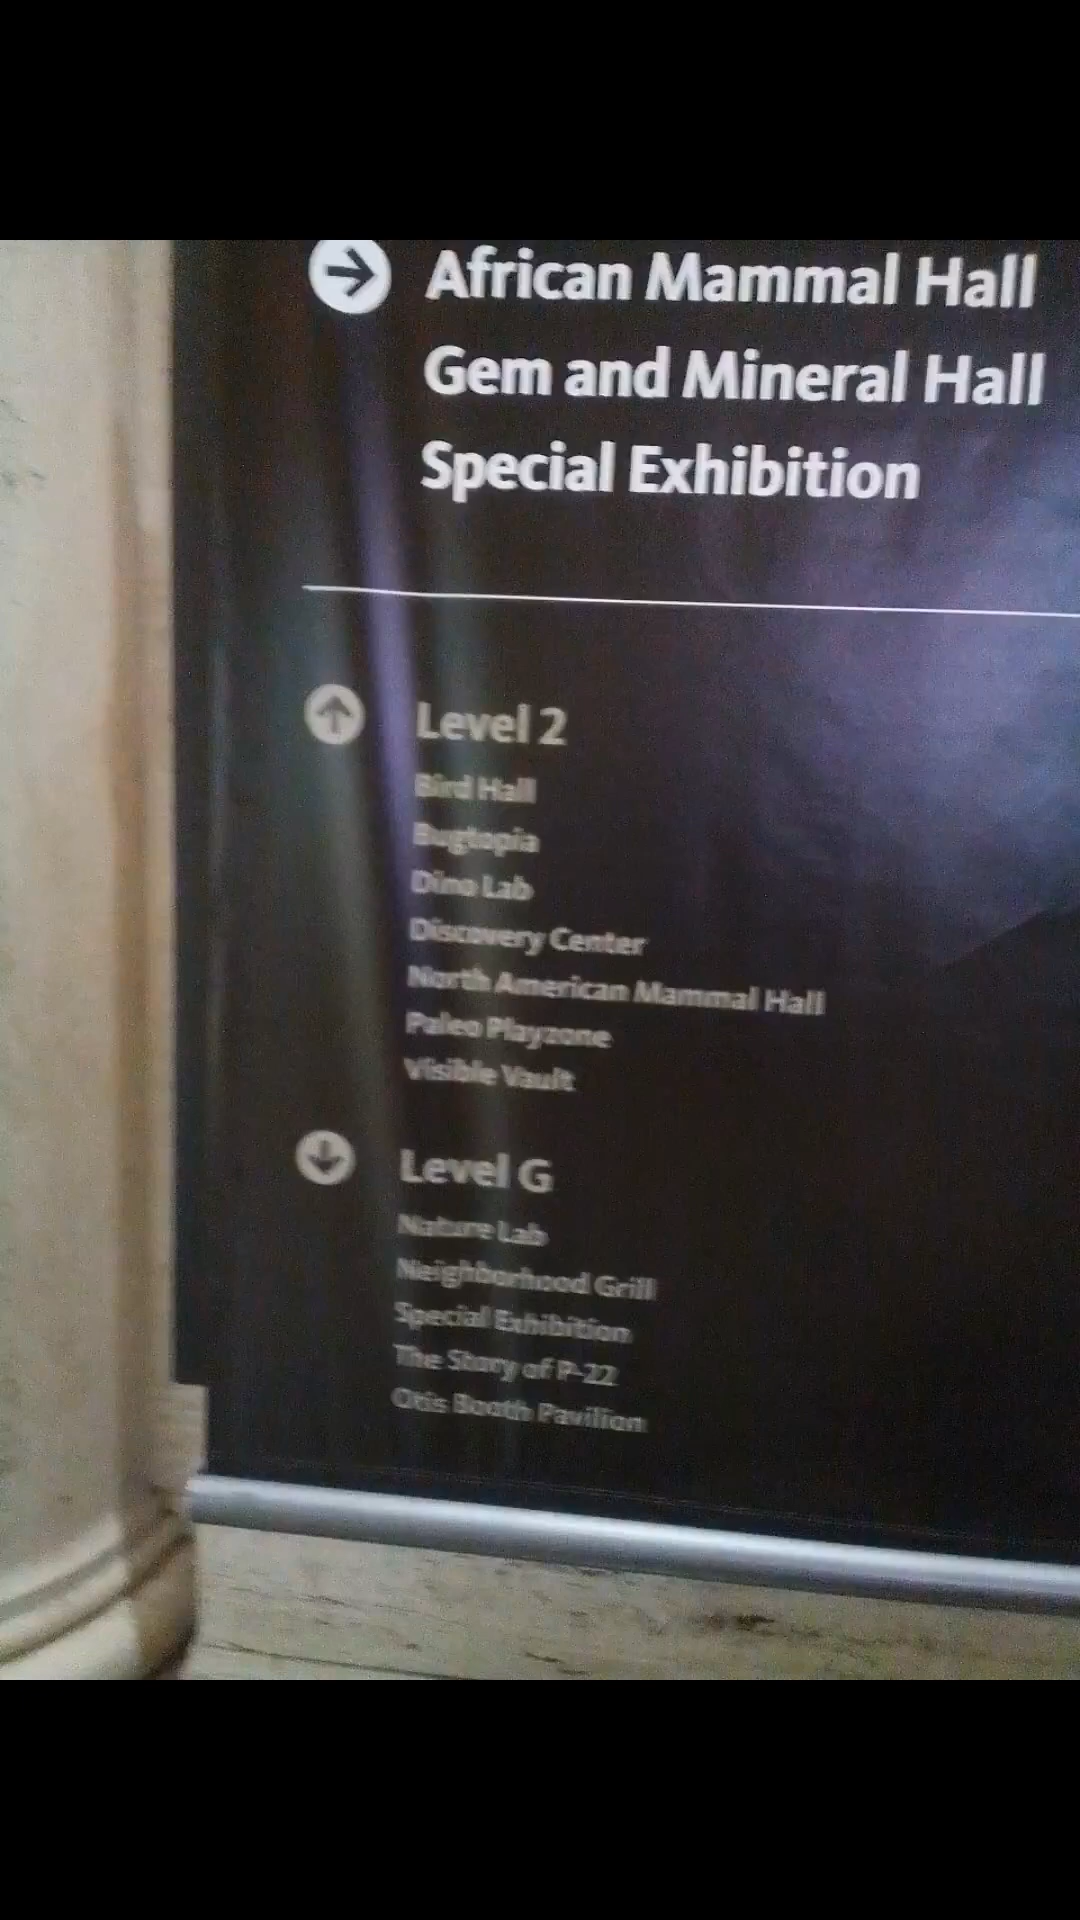 African Mammal Hall
Gem and Mineral Hall
Special Exhibition
Level 2
Bird Hall
Bugtopia
Dino Lab
Discovery Center
North American Mammal Hall
Paleo Playzone
Visible Vault
Level G
Nature Lab
Neighborhood Grill
Special Exhibition
The Story of P-22
Otis Booth Pavilion